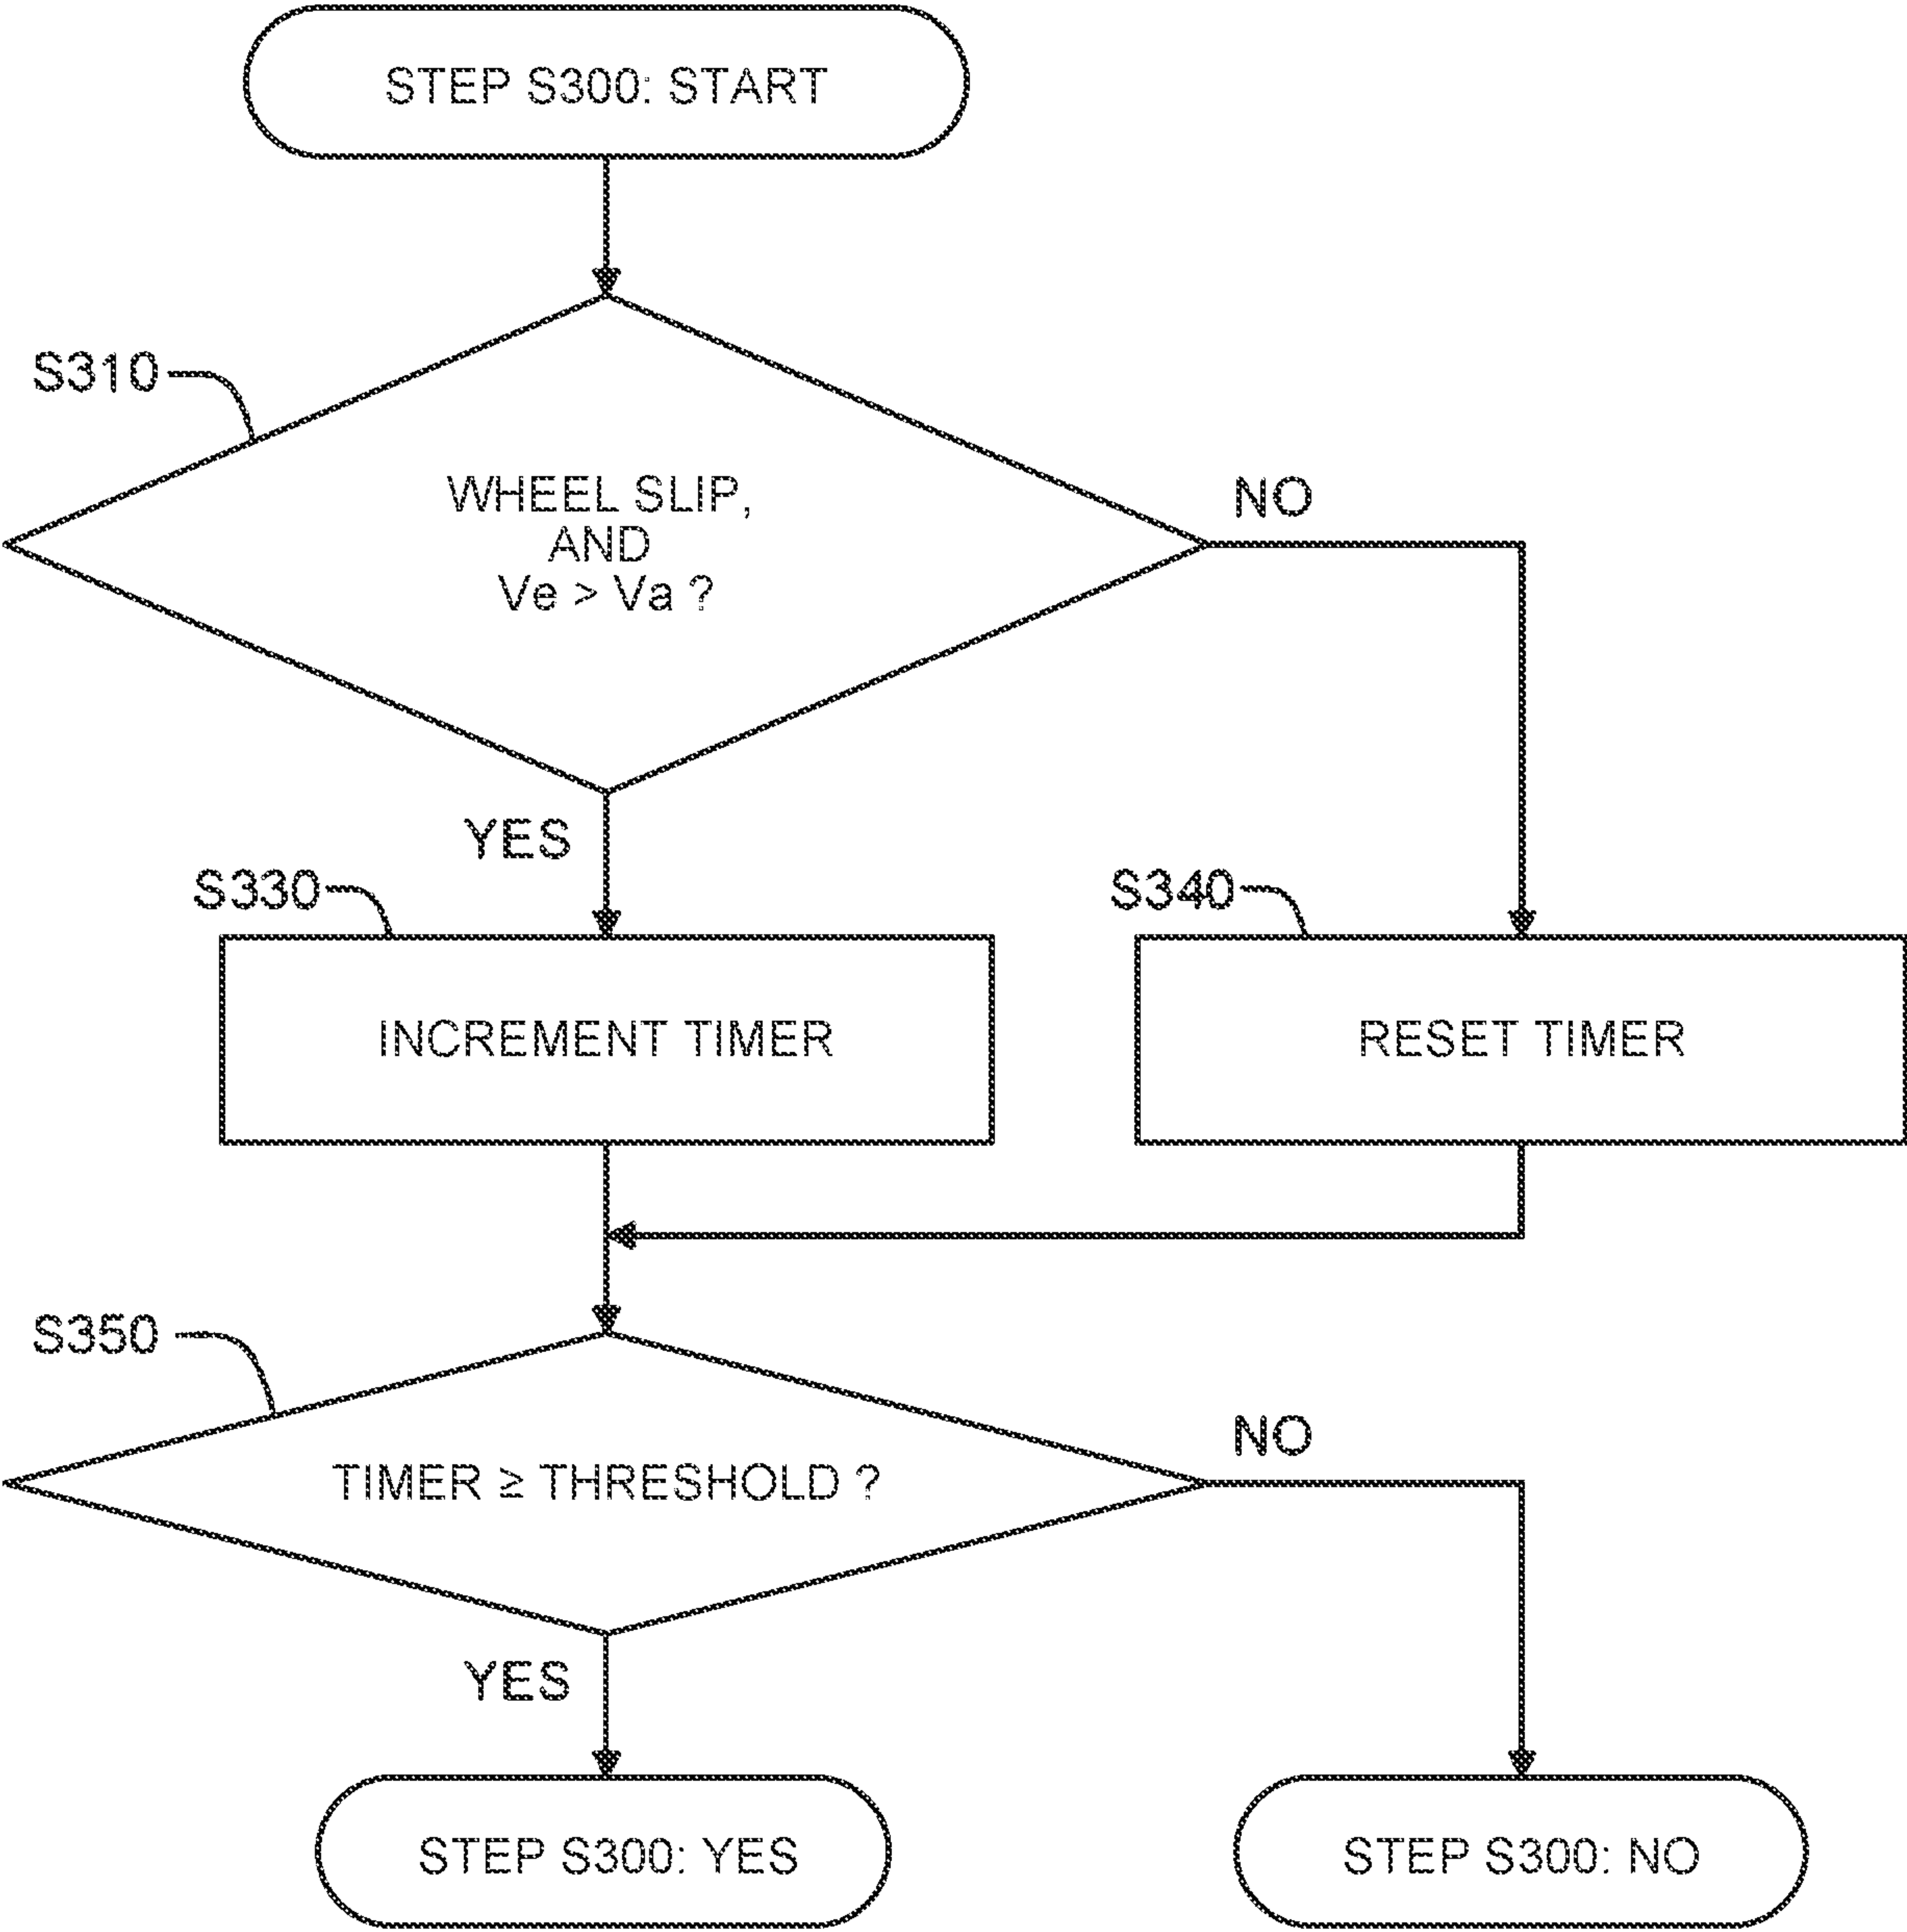 STEP S300: START
S310
WHEEL SLIP,
AND
Ve > Va ?
NO
YES
S330
S340
INCREMENT TIMER
RESET TIMER
S350
TIMER ≥ THRESHOLD ?
NO
YES
STEP S300: YES
STEP S300: NO